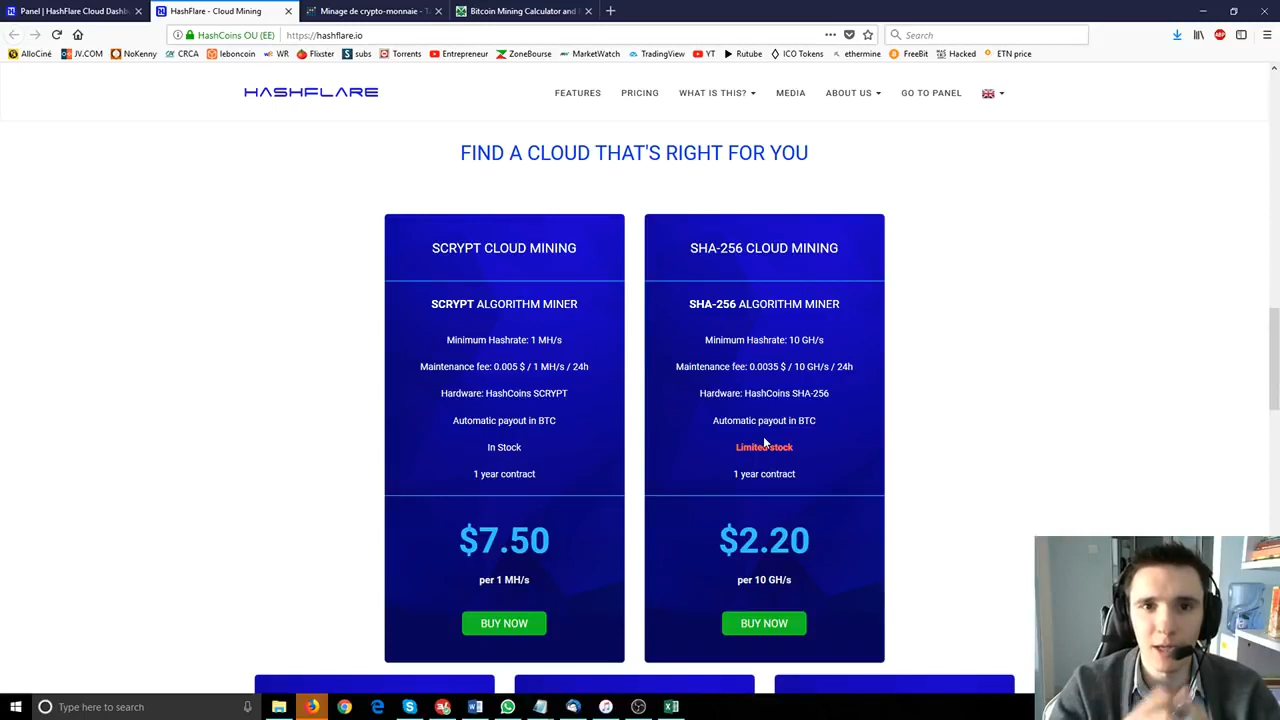 Panel | HashFlare Cloud Dashb
HashFlare - Cloud Mining
Minage de crypto-monnaie - T
Bitcoin Mining Calculator and
HashCoins OU (EE)
https://hashflare.io
Search
AlloCiné
JV.COM
NoKenny
CRCA
leboncoin
WR
Flixster
subs
Torrents
Entrepreneur
ZoneBourse
MarketWatch
TradingView
YT
Rutube
ICO Tokens
ethermine
FreeBit
Hacked
ETN price
HASHFLARE
FEATURES
PRICING
WHAT IS THIS?
MEDIA
ABOUT US
GO TO PANEL
FIND A CLOUD THAT'S RIGHT FOR YOU
SCRYPT CLOUD MINING
SCRYPT ALGORITHM MINER
Minimum Hashrate: 1 MH/s
Maintenance fee: 0.005 $ / 1 MH/s / 24h
Hardware: HashCoins SCRYPT
Automatic payout in BTC
In Stock
1 year contract
$7.50
per 1 MH/s
BUY NOW
SHA-256 CLOUD MINING
SHA-256 ALGORITHM MINER
Minimum Hashrate: 10 GH/s
Maintenance fee: 0.0035 $ / 10 GH/s / 24h
Hardware: HashCoins SHA-256
Automatic payout in BTC
Limited stock
1 year contract
$2.20
per 10 GH/s
BUY NOW
Type here to search